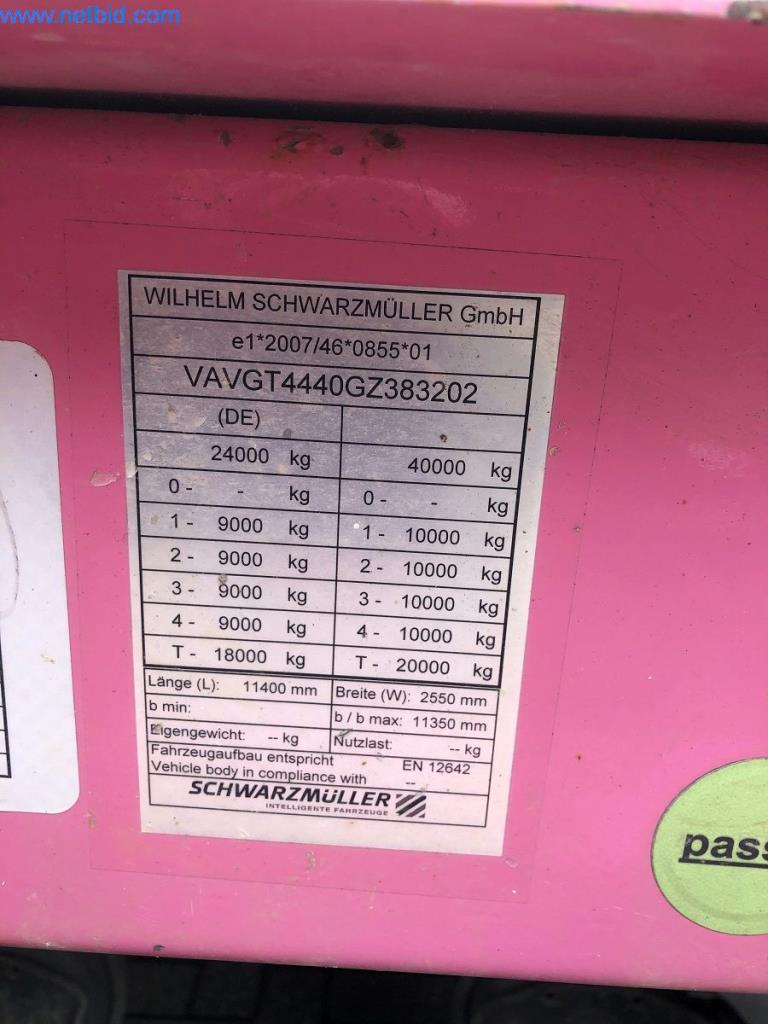 www.netbid.com
WILHELM SCHWARZMÜLLER GmbH
e1*2007/46*0855*01
VAVGT4440GZ383202
(DE) -
24000 kg 40000 kg
0 - - kg 0 - - kg
1 - 9000 kg 1 - 10000 kg
2 - 9000 kg 2 - 10000 kg
3 - 9000 kg 3 - 10000 kg
4 - 9000 kg 4 - 10000 kg
T - 18000 kg T - 20000 kg
Länge (L): 11400 mm Breite (W): 2550 mm
b min: b / b max: 11350 mm
Eigengewicht: -- kg Nutzlast: -- kg
Fahrzeugaufbau entspricht EN 12642
Vehicle body in compliance with --
SCHWARZMÜLLER
INTELLIGENTE FAHRZEUGE
pass